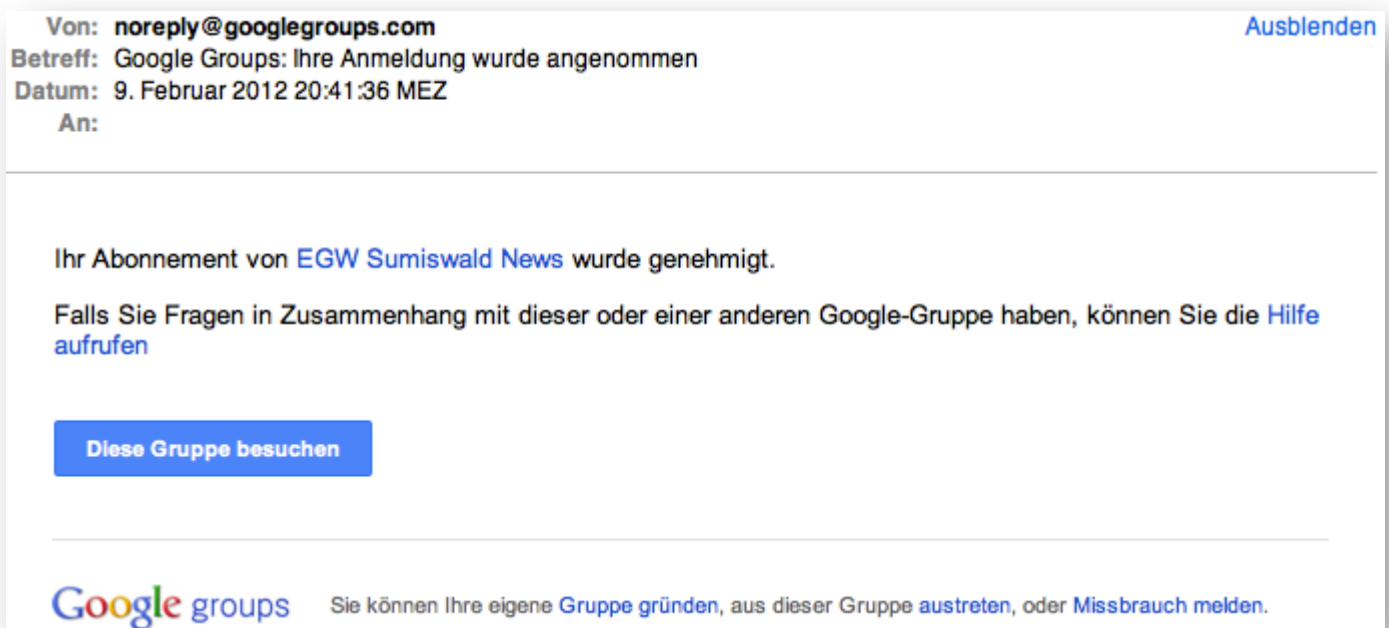 Von: noreply@googlegroups.com Ausblenden
Betreff: Google Groups: Ihre Anmeldung wurde angenommen
Datum: 9. Februar 2012 20:41:36 MEZ
An:
Ihr Abonnement von EGW Sumiswald News wurde genehmigt.
Falls Sie Fragen in Zusammenhang mit dieser oder einer anderen Google-Gruppe haben, können Sie die Hilfe
aufrufen
Diese Gruppe besuchen
Google groups Sie können Ihre eigene Gruppe gründen, aus dieser Gruppe austreten, oder Missbrauch melden.